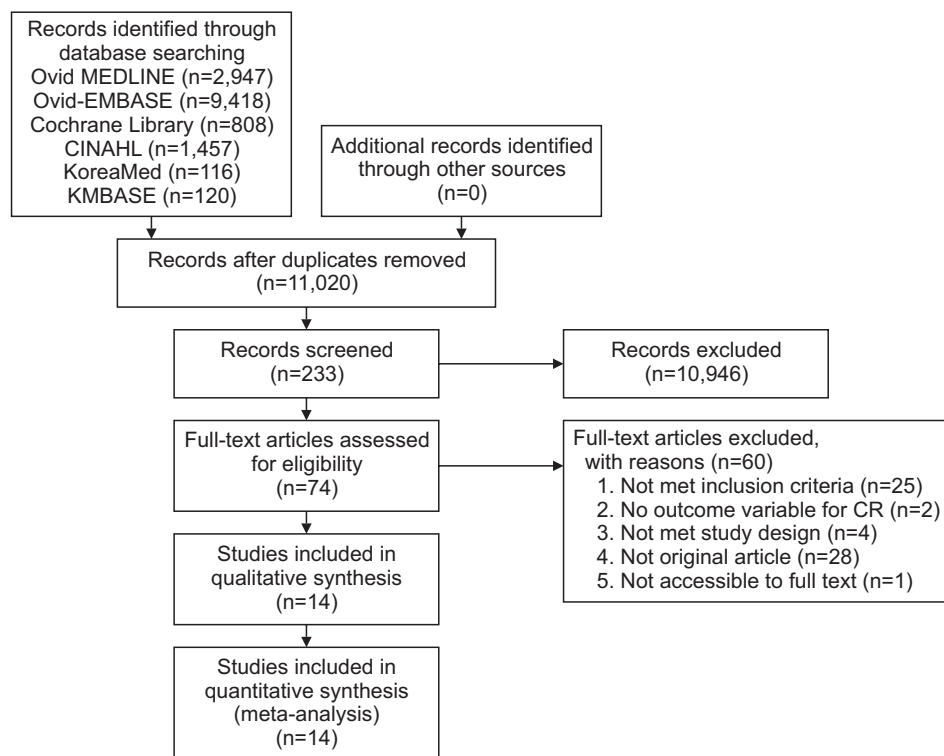 Records identified through
database searching
Ovid MEDLINE (n=2,947)
Ovid-EMBASE (n=9,418)
Cochrane Library (n=808)
CINAHL (n=1,457)
KoreaMed (n=116)
KMBASE (n=120)
Additional records identified
through other sources
(n=0)
Records after duplicates removed
(n=11,020)
Records screened
(n=233)
Records excluded
(n=10,946)
Full-text articles assessed
for eligibility
(n=74)
Full-text articles excluded,
with reasons (n=60)
1. Not met inclusion criteria (n=25)
2. No outcome variable for CR (n=2)
3. Not met study design (n=4)
4. Not original article (n=28)
5. Not accessible to full text (n=1)
Studies included in
qualitative synthesis
(n=14)
Studies included in
quantitative synthesis
(meta-analysis)
(n=14)